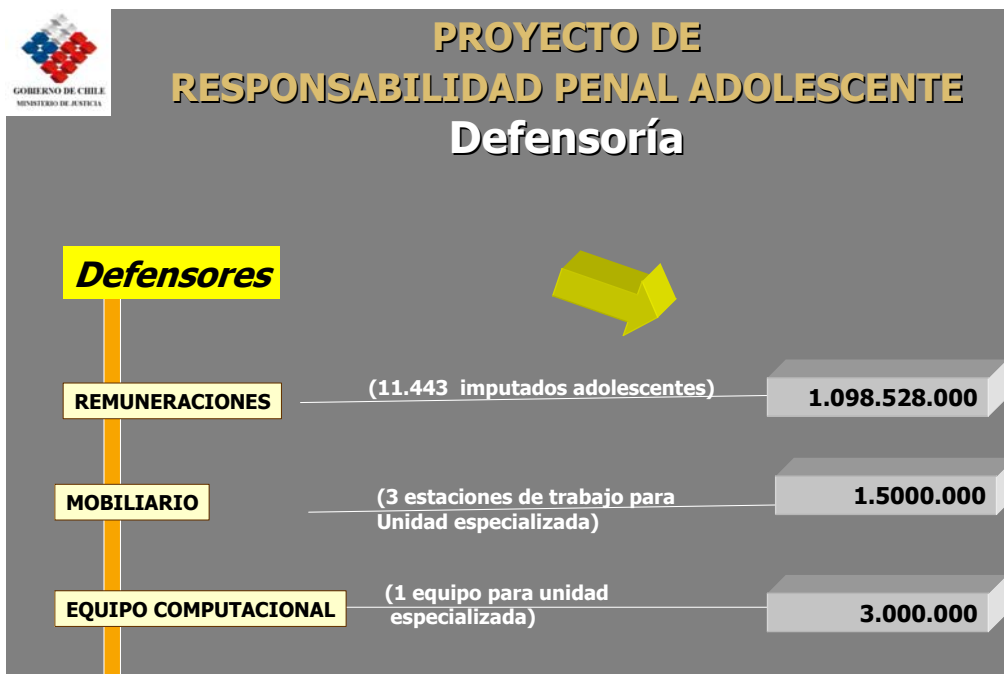 GOBIERNO DE CHILE
MINISTERIO DE JUSTICIA
PROYECTO DE
RESPONSABILIDAD PENAL ADOLESCENTE
Defensoría
Defensores
REMUNERACIONES
(11.443 imputados adolescentes)
1.098.528.000
MOBILIARIO
(3 estaciones de trabajo para
Unidad especializada)
1.5000.000
EQUIPO COMPUTACIONAL
(1 equipo para unidad
especializada)
3.000.000